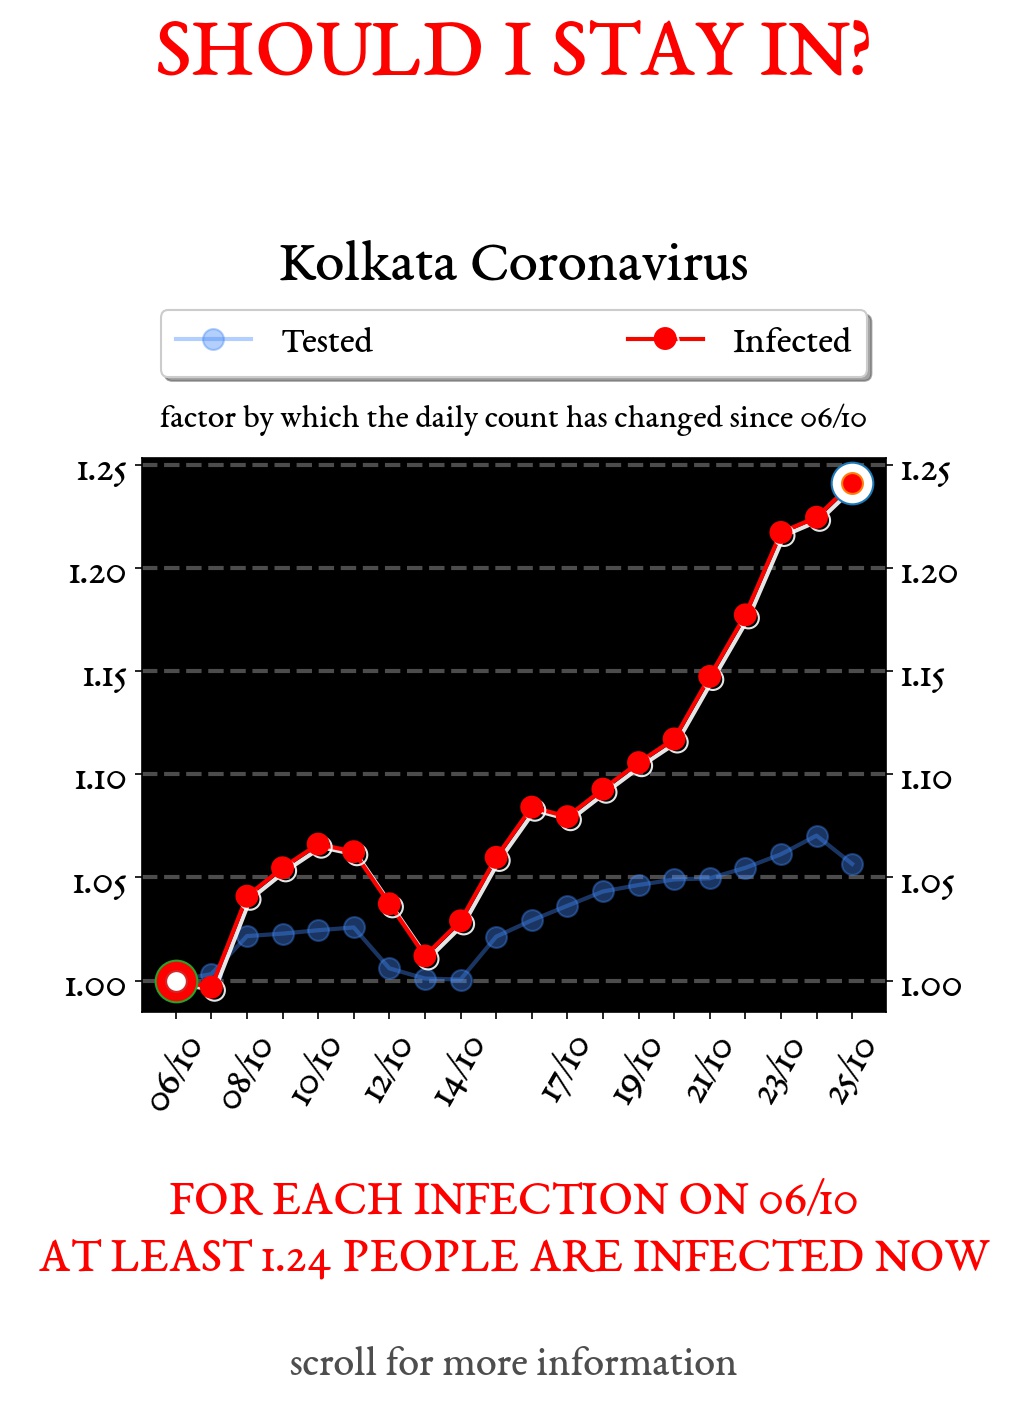 SHOULD I STAY IN?
Kolkata Coronavirus
Tested
Infected
factor by which the daily count has changed since 06/10
1.25
1.20
1.15
1.10
1.05
1.00
1.25
1.20
1.15
1.10
1.05
1.00
06/10
08/10
10/10
12/10
14/10
17/10
19/10
21/10
23/10
25/10
FOR EACH INFECTION ON 06/10
AT LEAST 1.24 PEOPLE ARE INFECTED NOW
scroll for more information